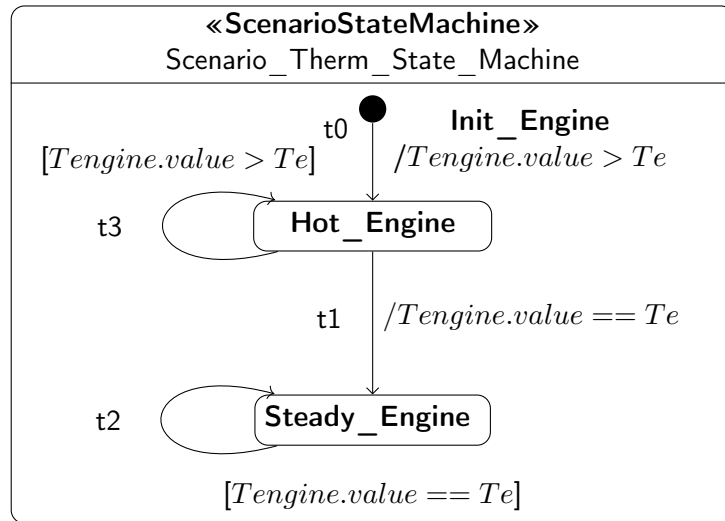 «ScenarioStateMachine»
Scenario_Therm_State_Machine
t0
Init_Engine
[Tengine.value > Te]
/Tengine.value > Te
t3
Hot_Engine
t1
/Tengine.value == Te
t2
Steady_Engine
[Tengine.value == Te]